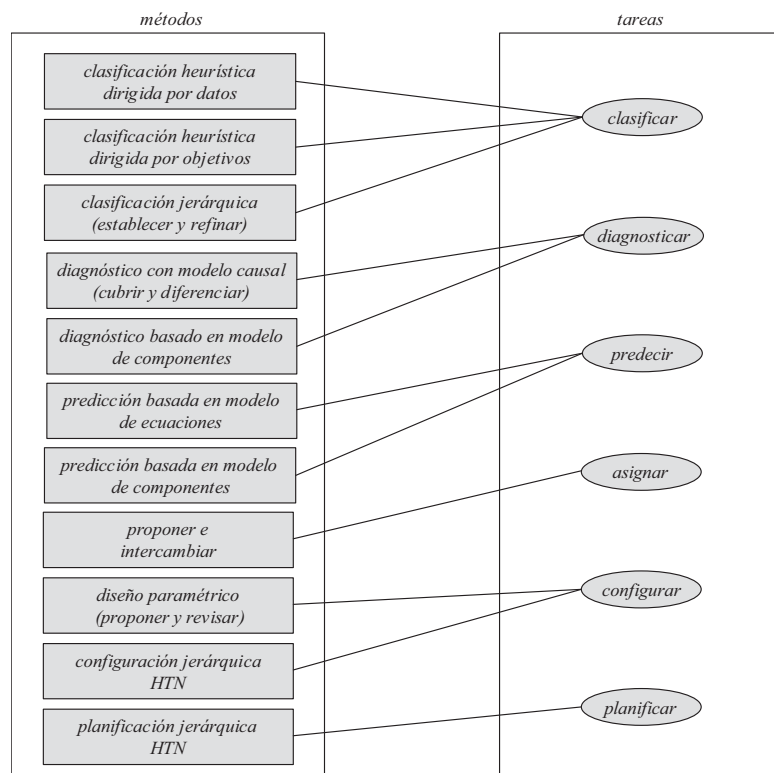 métodos
tareas
clasificación heurística
dirigida por datos
clasificación heurística
dirigida por objetivos
clasificación jerárquica
(establecer y refinar)
diagnóstico con modelo causal
(cubrir y diferenciar)
diagnóstico basado en modelo
de componentes
predicción basada en modelo
de ecuaciones
predicción basada en modelo
de componentes
proponer e
intercambiar
diseño paramétrico
(proponer y revisar)
configuración jerárquica
HTN
planificación jerárquica
HTN
clasificar
diagnosticar
predecir
asignar
configurar
planificar